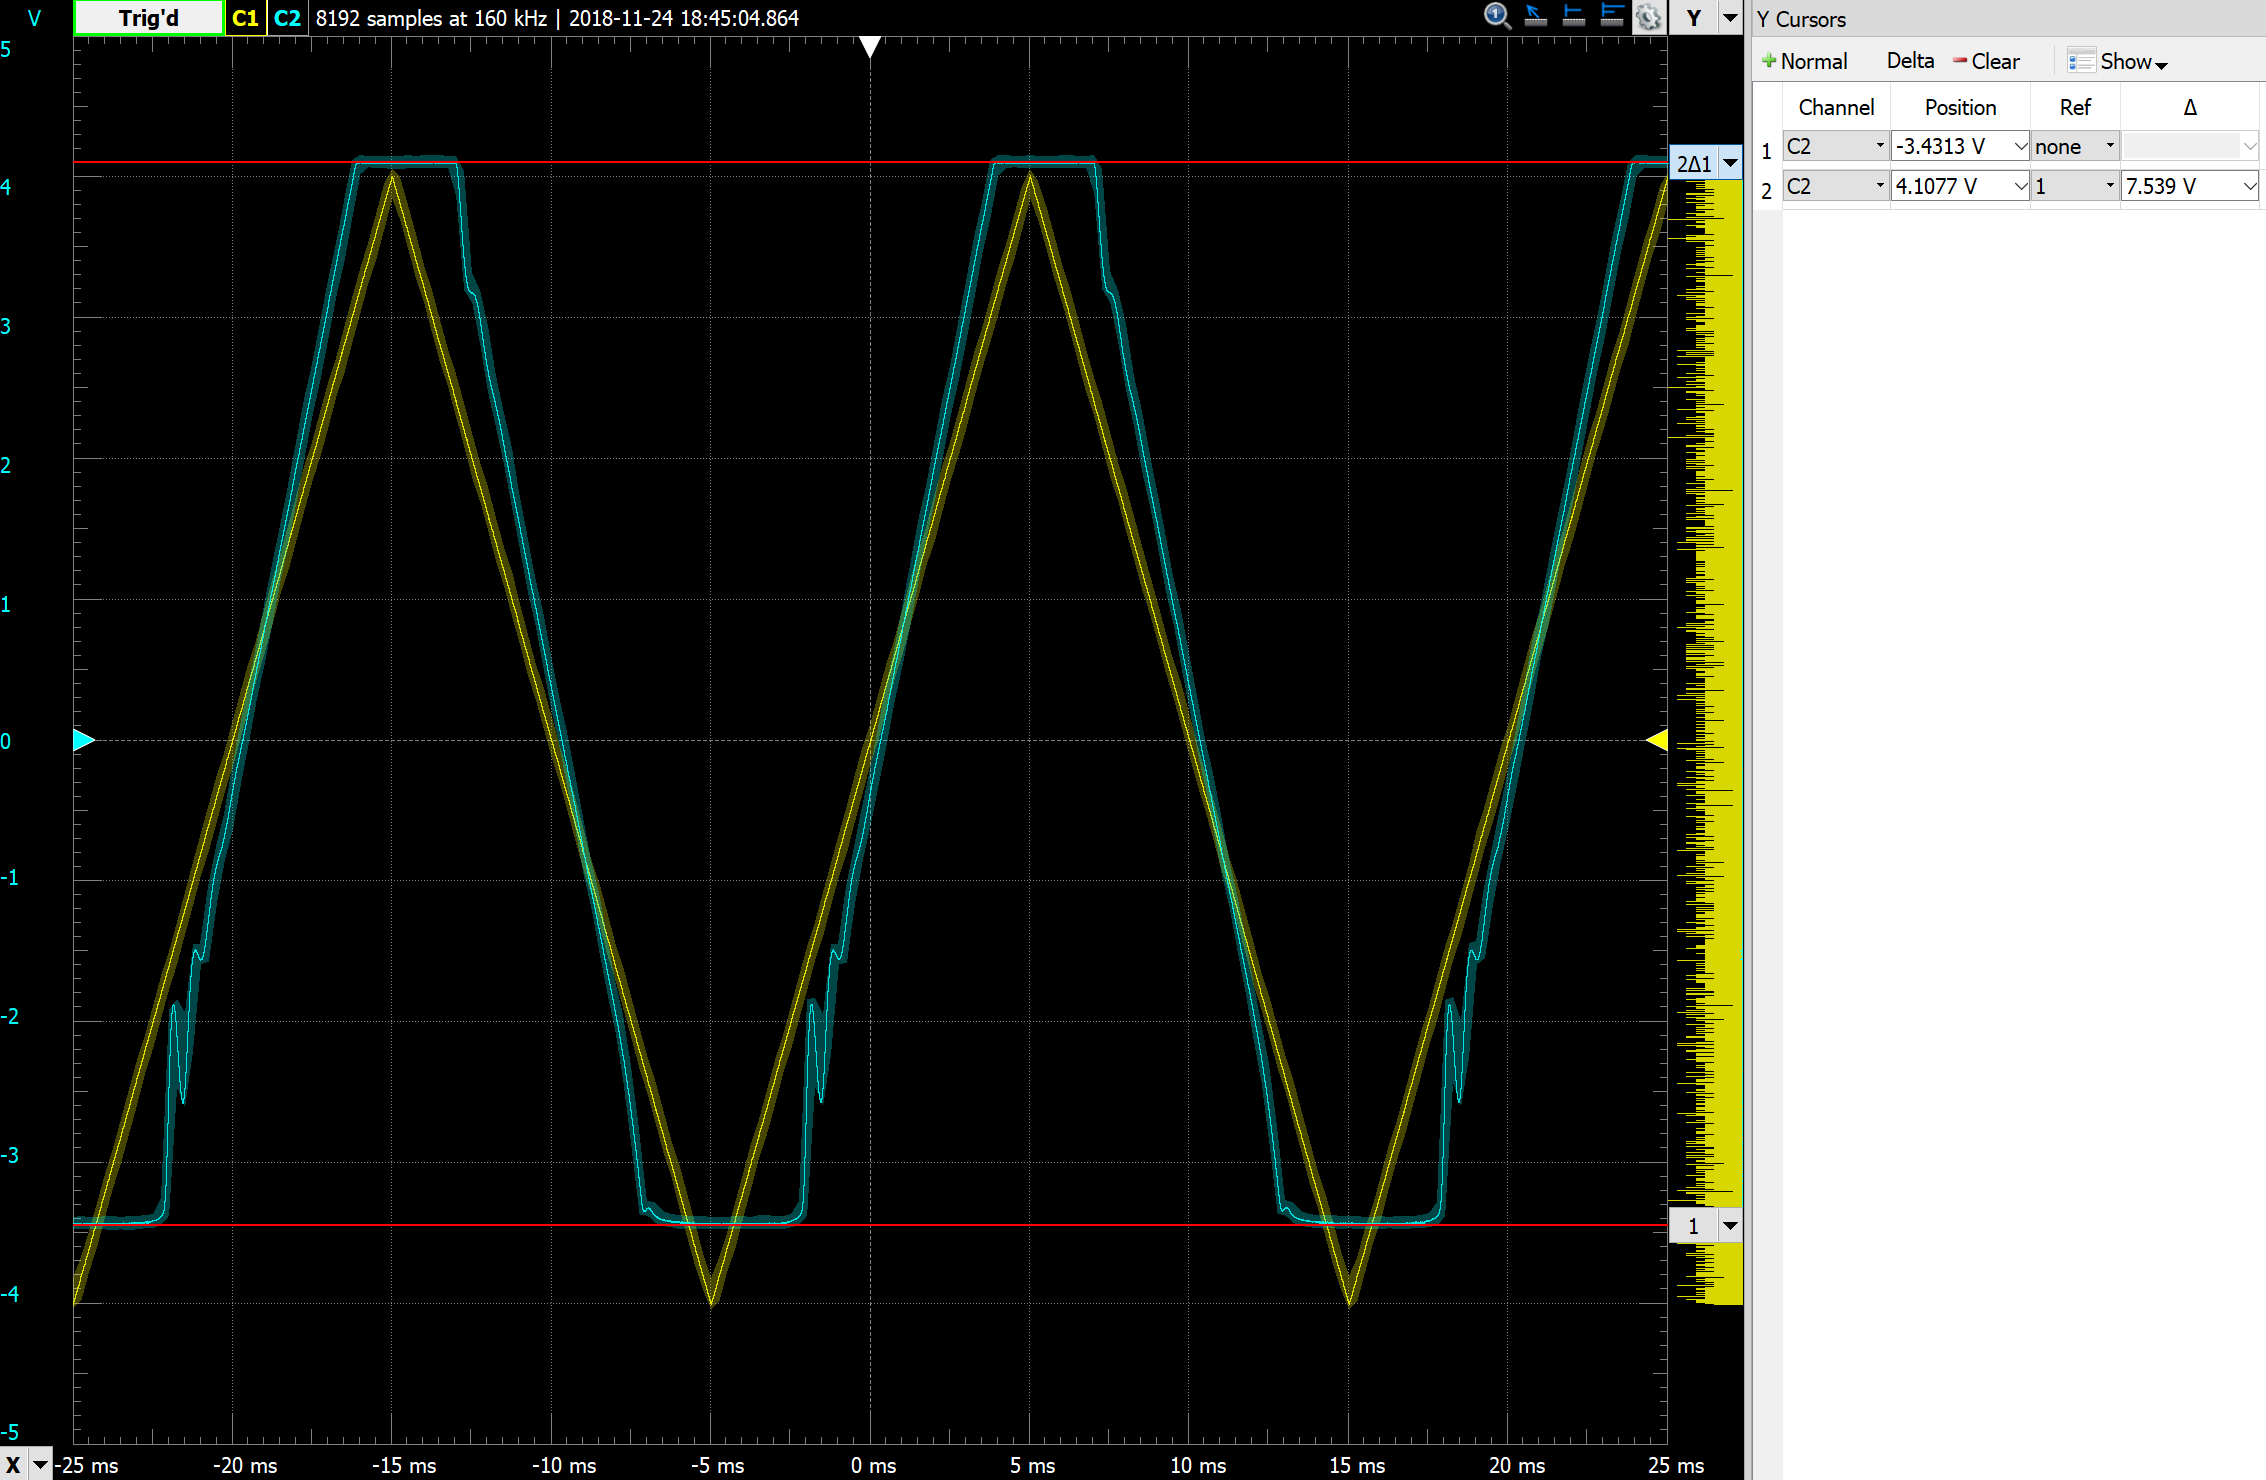 V Trig'd C1 C2 8192 samples at 160 kHz | 2018-11-24 18:45:04.864 1 Y
5
4
3
2
1
0
-1
-2
-3
-4
-5
2Δ1
1
X -25 ms -20 ms -15 ms -10 ms -5 ms 0 ms 5 ms 10 ms 15 ms 20 ms 25 ms
Y Cursors
Normal Delta Clear Show
Channel Position Ref Δ
1 C2 -3.4313 V none
2 C2 4.1077 V 1 7.539 V